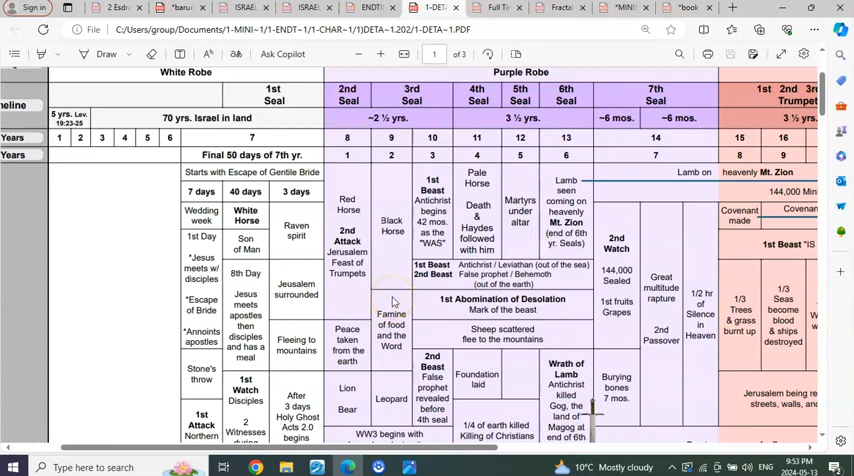 Sign in
2 Esdr
*baruc
ISRAEL
ISRAEL
ENDTIN
1-DETA
Full Tim
Fractal
*MINIS
*book
File
C:/Users/group/Documents/1-MINI~1/1-ENDT~1/1-CHAR~1/1)DETA~1.202/1-DETA~1.PDF
Draw
Ask Copilot
1 of 3
White Robe
Purple Robe
1st Seal
2nd Seal
3rd Seal
4th Seal
5th Seal
6th Seal
7th Seal
1st 2nd 3r
Trumpet
meline
5 yrs. Lev. 19:23-25
70 yrs. Israel in land
~2 ½ yrs.
3 ½ yrs.
~6 mos.
~6 mos.
3 ½ yrs.
Years
1 2 3 4 5 6 7 8 9 10 11 12 13 14 15 16
Years
Final 50 days of 7th yr.
1 2 3 4 5 6 7 8 9
Starts with Escape of Gentile Bride
7 days
40 days
3 days
Wedding week
1st Day
*Jesus meets w/ disciples
*Escape of Bride
*Annoints apostles
Stone's throw
1st Attack
Northern
White Horse
Son of Man
8th Day
Jesus meets apostles then disciples and has a meal
1st Watch
Disciples
2 Witnesses
during
Raven spirit
Jerusalem surrounded
Fleeing to mountains
After 3 days Holy Ghost Acts 2.0 begins
Red Horse
2nd Attack
Jerusalem Feast of Trumpets
Peace taken from the earth
Lion
Bear
Black Horse
Famine of food and the Word
Leopard
WW3 begins with
1st Beast
Antichrist begins 42 mos. as the "WAS"
Pale Horse
Death & Haydes followed with him
Martyrs under altar
Lamb seen coming on heavenly Mt. Zion (end of 6th yr. Seals)
1st Beast Antichrist / Leviathan (out of the sea)
2nd Beast False prophet / Behemoth
(out of the earth)
1st Abomination of Desolation
Mark of the beast
Sheep scattered
flee to the mountains
2nd Beast
False prophet revealed before 4th seal
Foundation laid
1/4 of earth killed
Killing of Christians
Wrath of Lamb
Antichrist killed Gog, the land of Magog at end of 6th
Lamb on heavenly Mt. Zion
144,000 Mini
2nd Watch
144,000 Sealed
1st fruits Grapes
Burying bones 7 mos.
Great multitude rapture
2nd Passover
1/2 hr of Silence in Heaven
Covenant made
Covena
1st Beast "IS
1/3 Trees & grass burnt up
1/3 Seas become blood & ships destroyed
Jerusalem being re
streets, walls, and
Type here to search
10°C Mostly cloudy
9:53 PM
2024-05-13